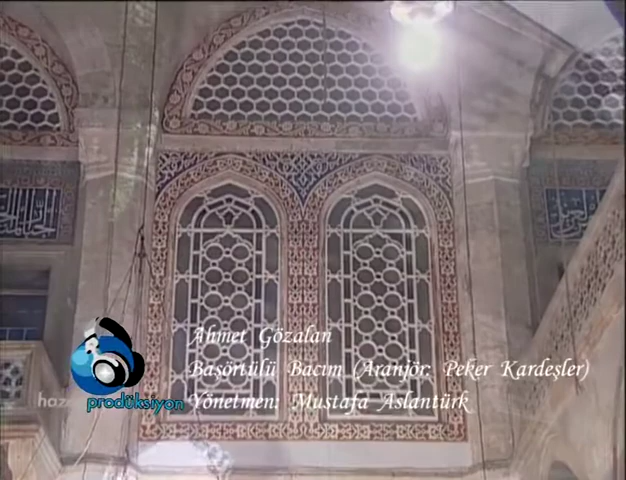 Ahmet Gözalan
Başörtülü Bacım (Aranjör: Peker Kardeşler)
Yönetmen: Mustafa Aslantürk
prodüksiyon